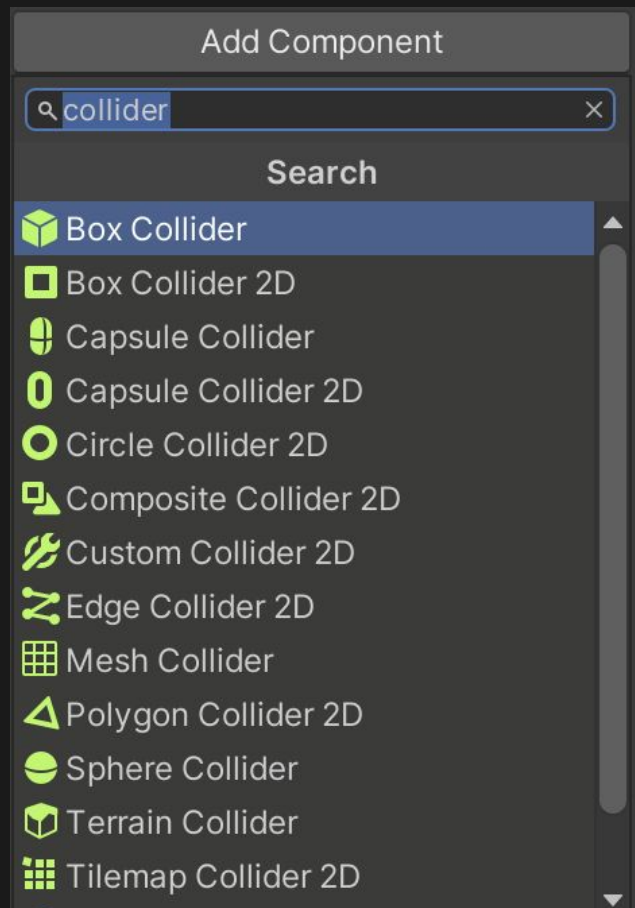 Add Component
collider
Search
Box Collider
Box Collider 2D
Capsule Collider
Capsule Collider 2D
Circle Collider 2D
Composite Collider 2D
Custom Collider 2D
Edge Collider 2D
Mesh Collider
Polygon Collider 2D
Sphere Collider
Terrain Collider
Tilemap Collider 2D